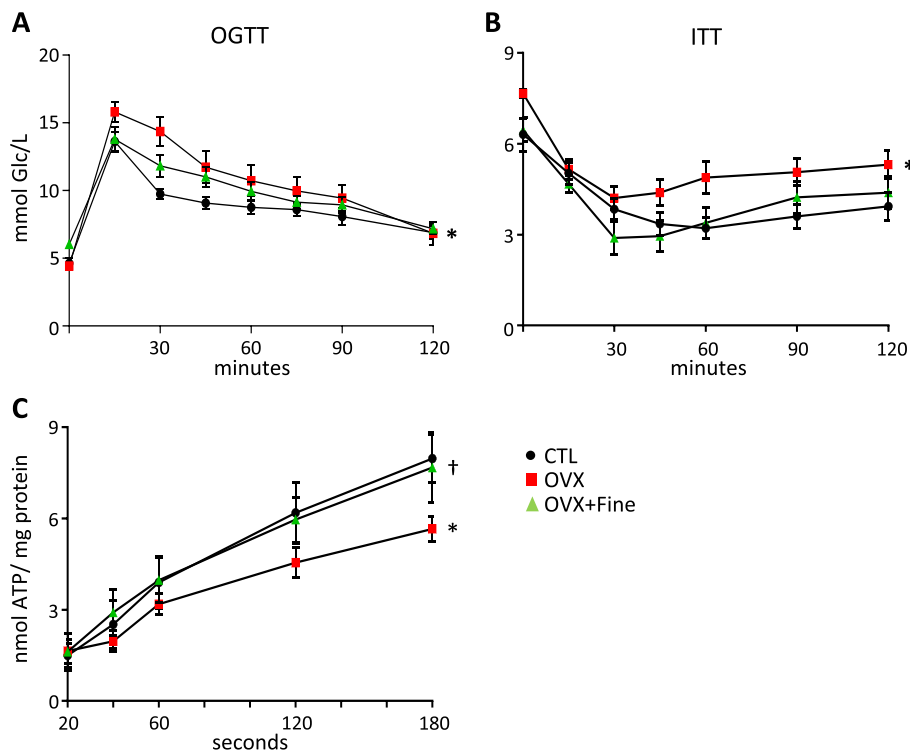 A
OGTT
mmol Glc/L
20
15
10
5
0
30
60
90
120
minutes
*
B
ITT
9
6
3
0
0
30
60
90
120
minutes
*
C
nmol ATP/ mg protein
9
6
3
0
20
60
120
180
seconds
†
*
CTL
OVX
OVX+Fine